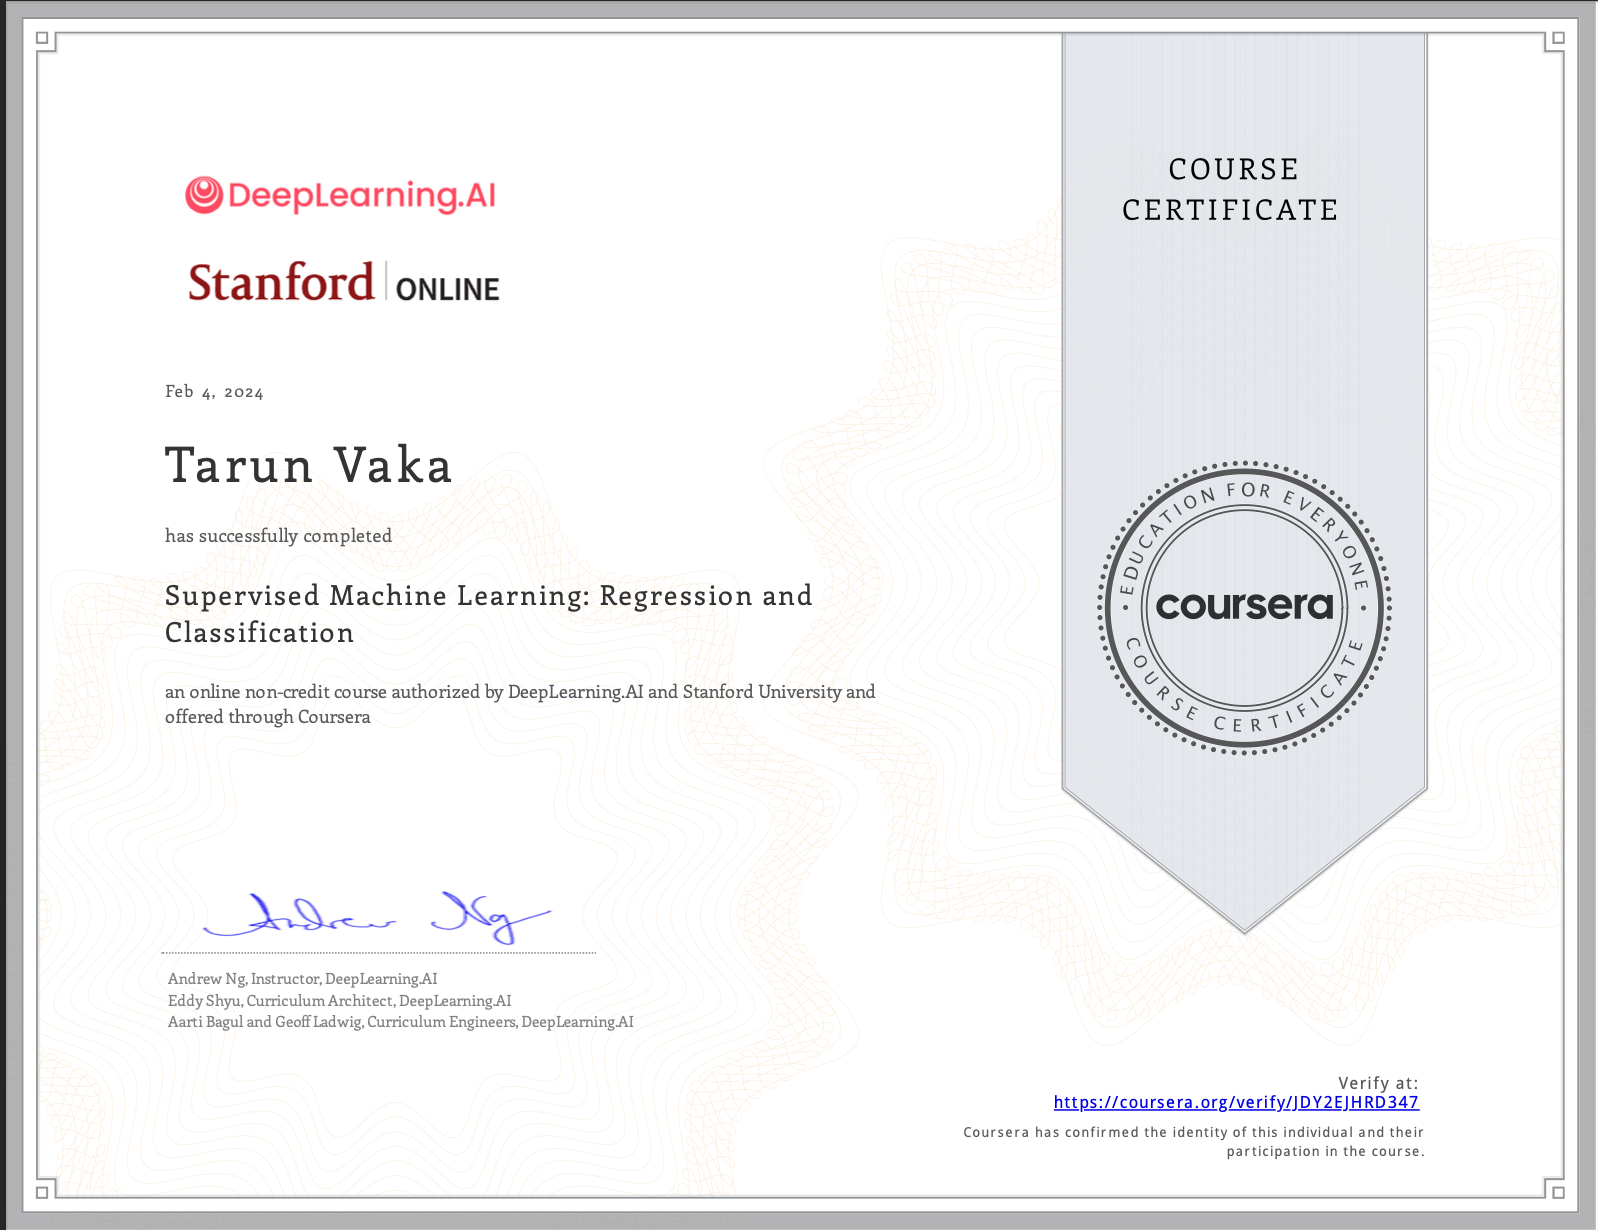 DeepLearning.AI
Stanford ONLINE
Feb 4, 2024
Tarun Vaka
has successfully completed
Supervised Machine Learning: Regression and
Classification
an online non-credit course authorized by DeepLearning.AI and Stanford University and
offered through Coursera
Andrew Ng
Andrew Ng, Instructor, DeepLearning.AI
Eddy Shyu, Curriculum Architect, DeepLearning.AI
Aarti Bagul and Geoff Ladwig, Curriculum Engineers, DeepLearning.AI
COURSE
CERTIFICATE
EDUCATION FOR EVERYONE
coursera
COURSE CERTIFICATE
Verify at:
https://coursera.org/verify/JDY2EJHRD347
Coursera has confirmed the identity of this individual and their
participation in the course.